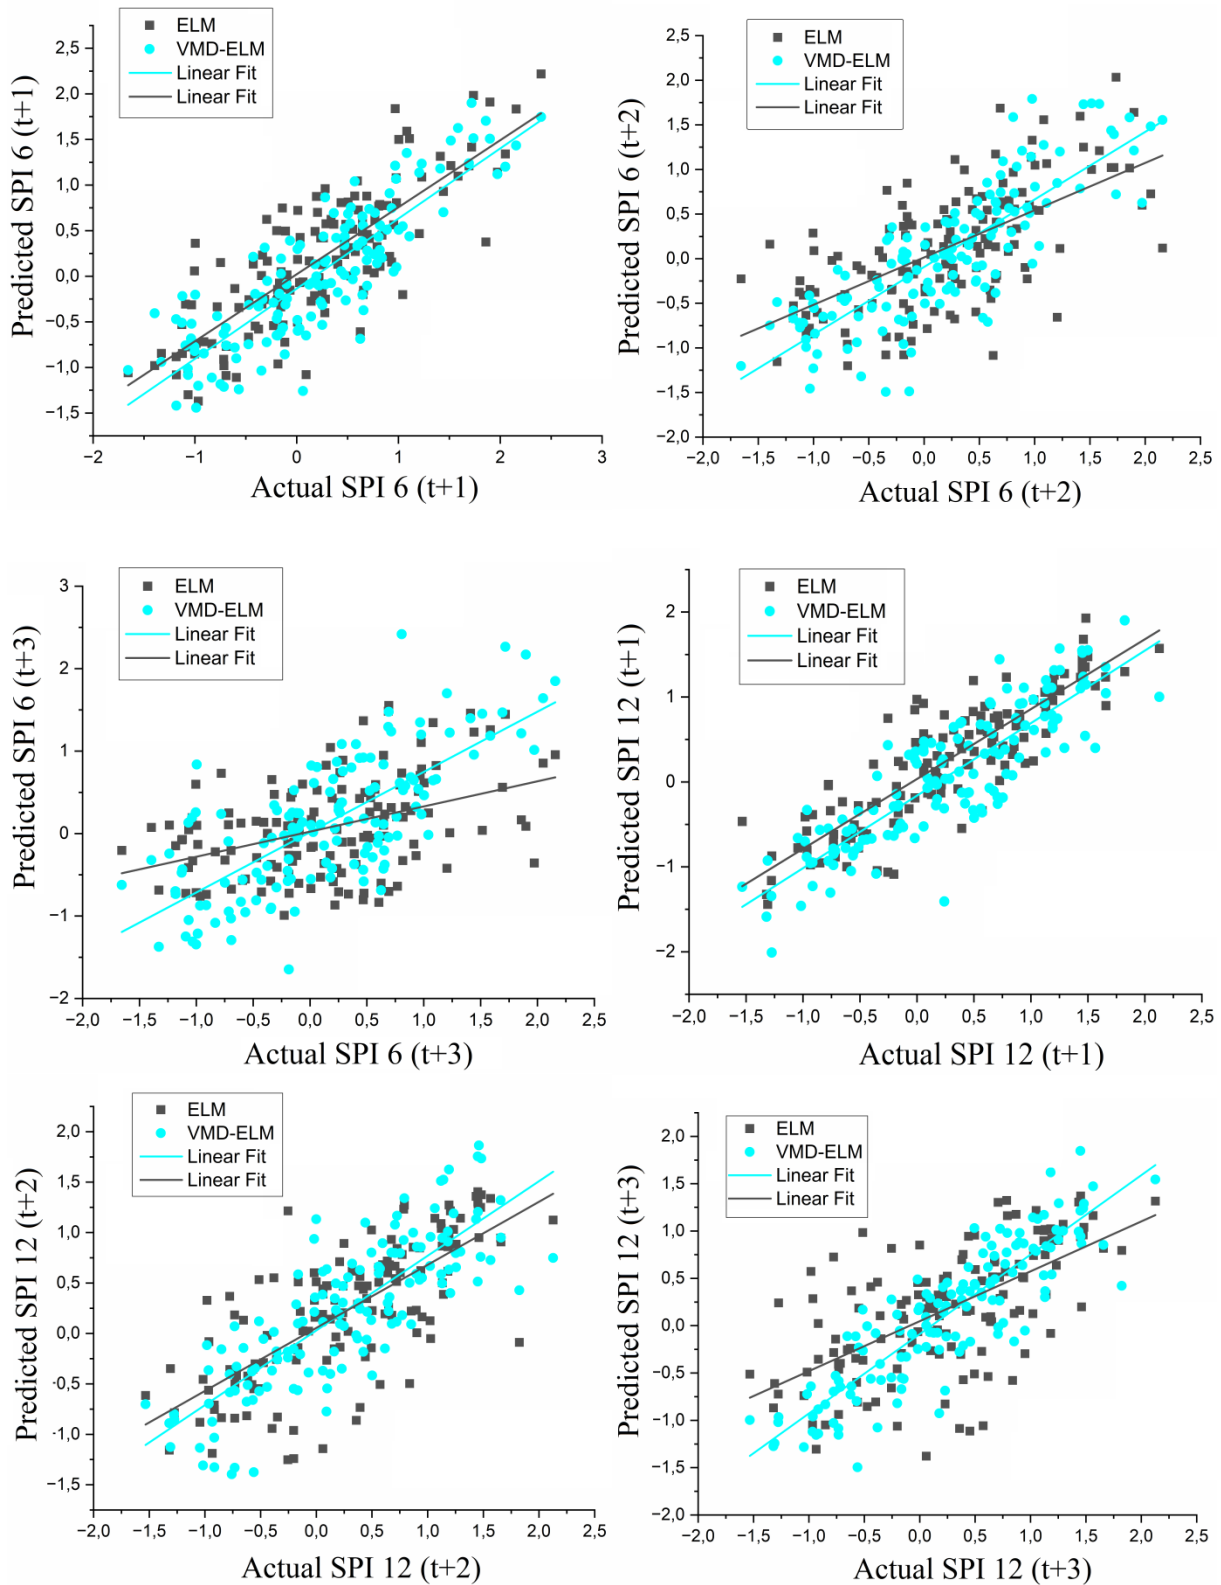 ELM
VMD-ELM
Linear Fit
Linear Fit
2,5
2,0
1,5
1,0
0,5
0,0
−0,5
−1,0
−1,5
Predicted SPI 6 (t+1)
−2
−1
0
1
2
3
Actual SPI 6 (t+1)
ELM
VMD-ELM
Linear Fit
Linear Fit
2,5
2,0
1,5
1,0
0,5
0,0
−0,5
−1,0
−1,5
−2,0
Predicted SPI 6 (t+2)
−2,0
−1,5
−1,0
−0,5
0,0
0,5
1,0
1,5
2,0
2,5
Actual SPI 6 (t+2)
ELM
VMD-ELM
Linear Fit
Linear Fit
3
2
1
0
−1
−2
Predicted SPI 6 (t+3)
−2,0
−1,5
−1,0
−0,5
0,0
0,5
1,0
1,5
2,0
2,5
Actual SPI 6 (t+3)
ELM
VMD-ELM
Linear Fit
Linear Fit
2
1
0
−1
−2
Predicted SPI 12 (t+1)
−2,0
−1,5
−1,0
−0,5
0,0
0,5
1,0
1,5
2,0
2,5
Actual SPI 12 (t+1)
ELM
VMD-ELM
Linear Fit
Linear Fit
2,0
1,5
1,0
0,5
0,0
−0,5
−1,0
−1,5
Predicted SPI 12 (t+2)
−2,0
−1,5
−1,0
−0,5
0,0
0,5
1,0
1,5
2,0
2,5
Actual SPI 12 (t+2)
ELM
VMD-ELM
Linear Fit
Linear Fit
2,0
1,5
1,0
0,5
0,0
−0,5
−1,0
−1,5
−2,0
Predicted SPI 12 (t+3)
−2,0
−1,5
−1,0
−0,5
0,0
0,5
1,0
1,5
2,0
2,5
Actual SPI 12 (t+3)